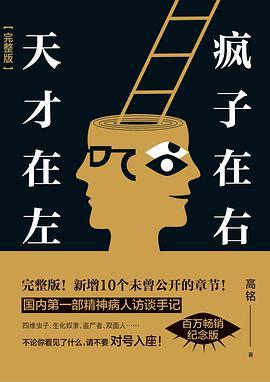 【完整版】
天才在左
疯子在右
高铭
著
完整版！新增10个未曾公开的章节！
国内第一部精神病人访谈手记
四维虫子、生化奴隶、盗尸者、双面人……
不论你看见了什么，请不要 对号入座！
百万畅销
纪念版